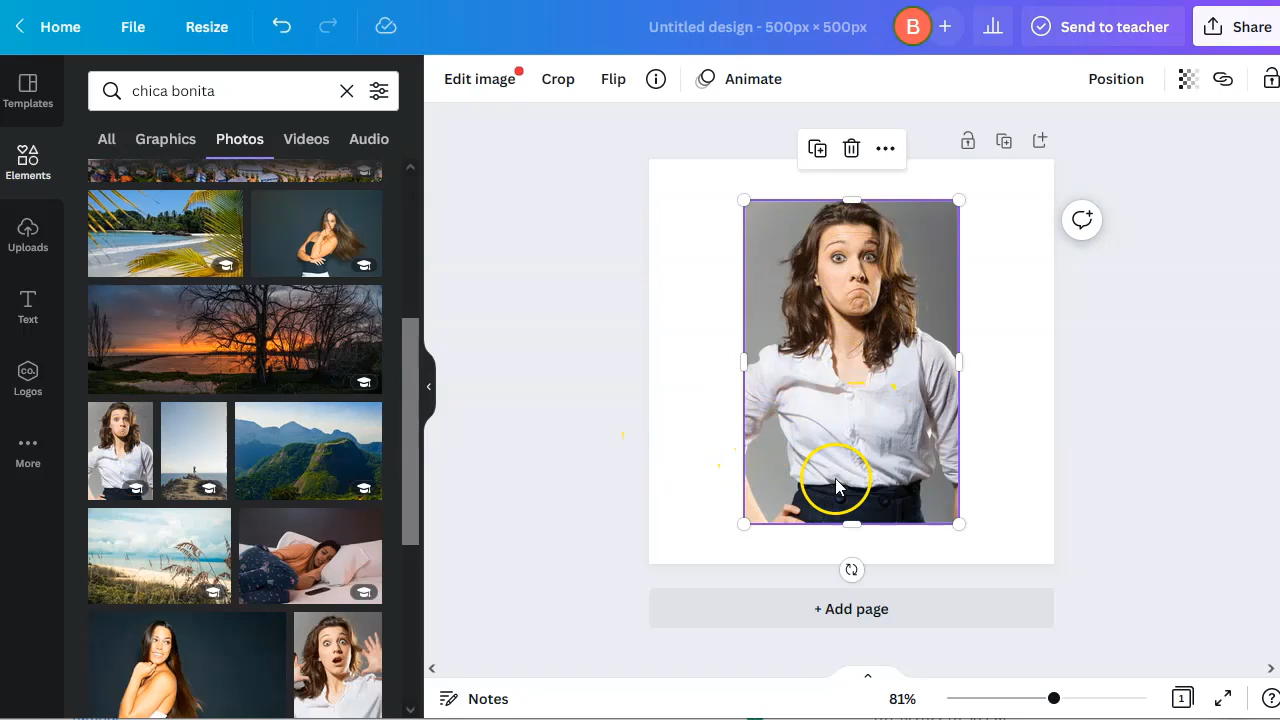 Home File Resize Untitled design - 500px × 500px B Send to teacher Share
Templates
chica bonita
Edit image Crop Flip Animate Position
All Graphics Photos Videos Audio
Elements
Uploads
Text
CO.
Logos
More
+ Add page
Notes 81% 1